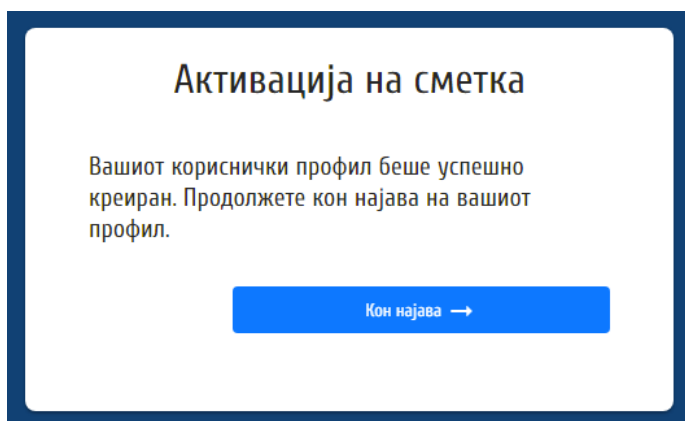 Активација на сметка
Вашиот кориснички профил беше успешно
креиран. Продолжете кон најава на вашиот
профил.
Кон најава →